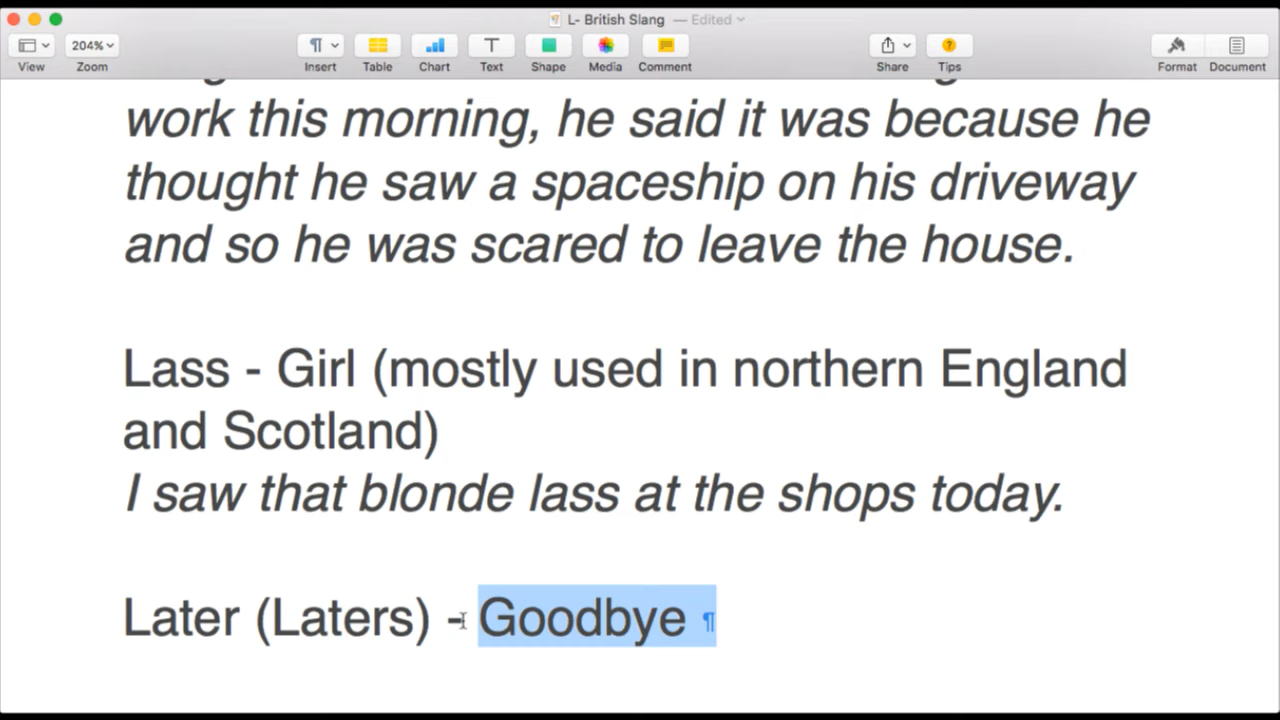 L- British Slang — Edited
204%
View Zoom Insert Table Chart Text Shape Media Comment Share Tips Format Document
work this morning, he said it was because he
thought he saw a spaceship on his driveway
and so he was scared to leave the house.
Lass - Girl (mostly used in northern England
and Scotland)
I saw that blonde lass at the shops today.
Later (Laters) - Goodbye ¶